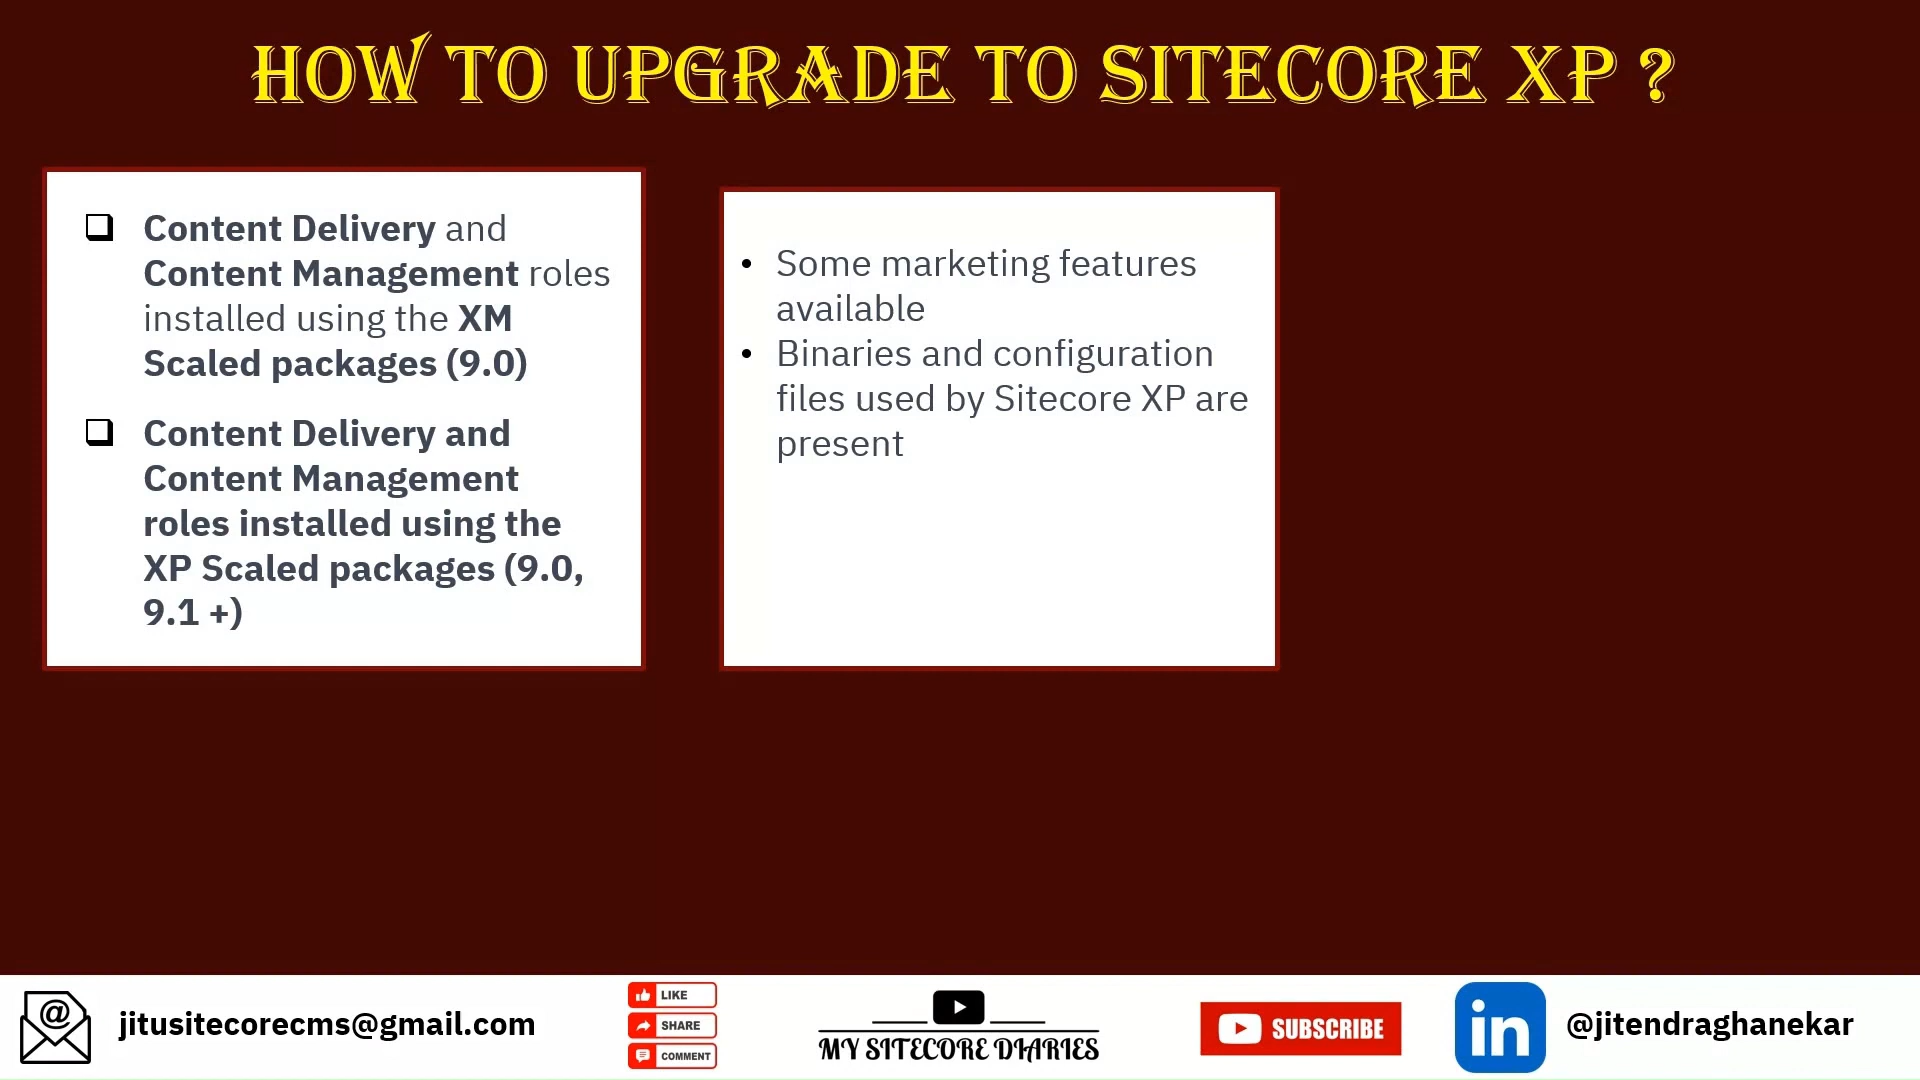 HOW TO UPGRADE TO SITECORE XP ?
Content Delivery and
Content Management roles
installed using the XM
Scaled packages (9.0)
Content Delivery and
Content Management
roles installed using the
XP Scaled packages (9.0,
9.1 +)
• Some marketing features
available
• Binaries and configuration
files used by Sitecore XP are
present
@
jitusitecorecms@gmail.com
LIKE
SHARE
COMMENT
MY SITECORE DIARIES
SUBSCRIBE
in
@jitendraghanekar